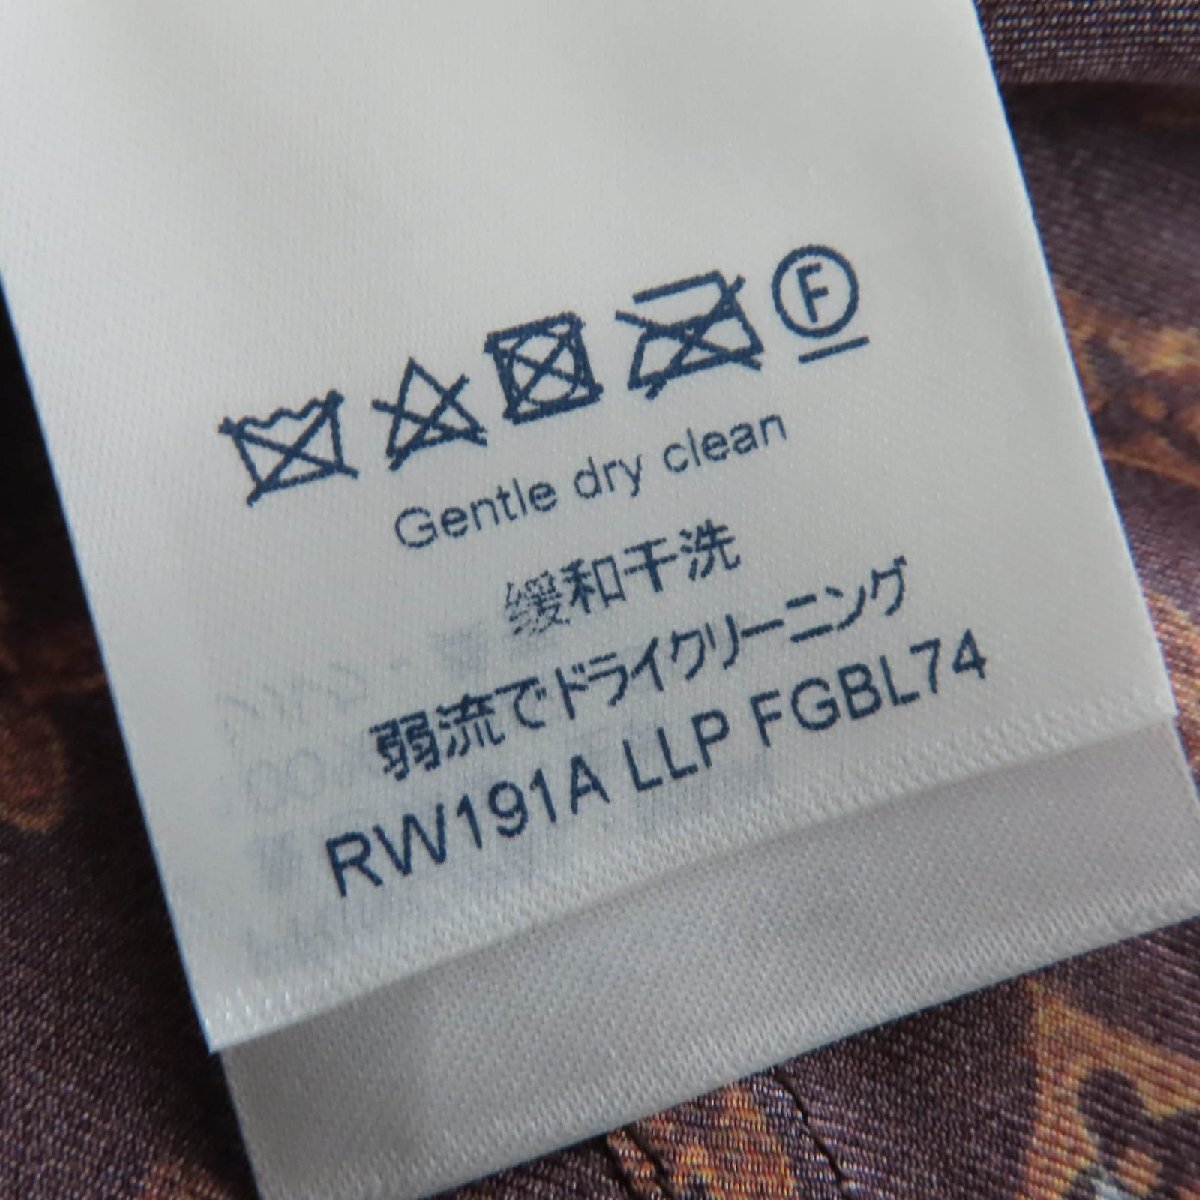 F
Gentle dry clean
缓和干洗
弱流でドライクリーニング
RW191A LLP FGBL74